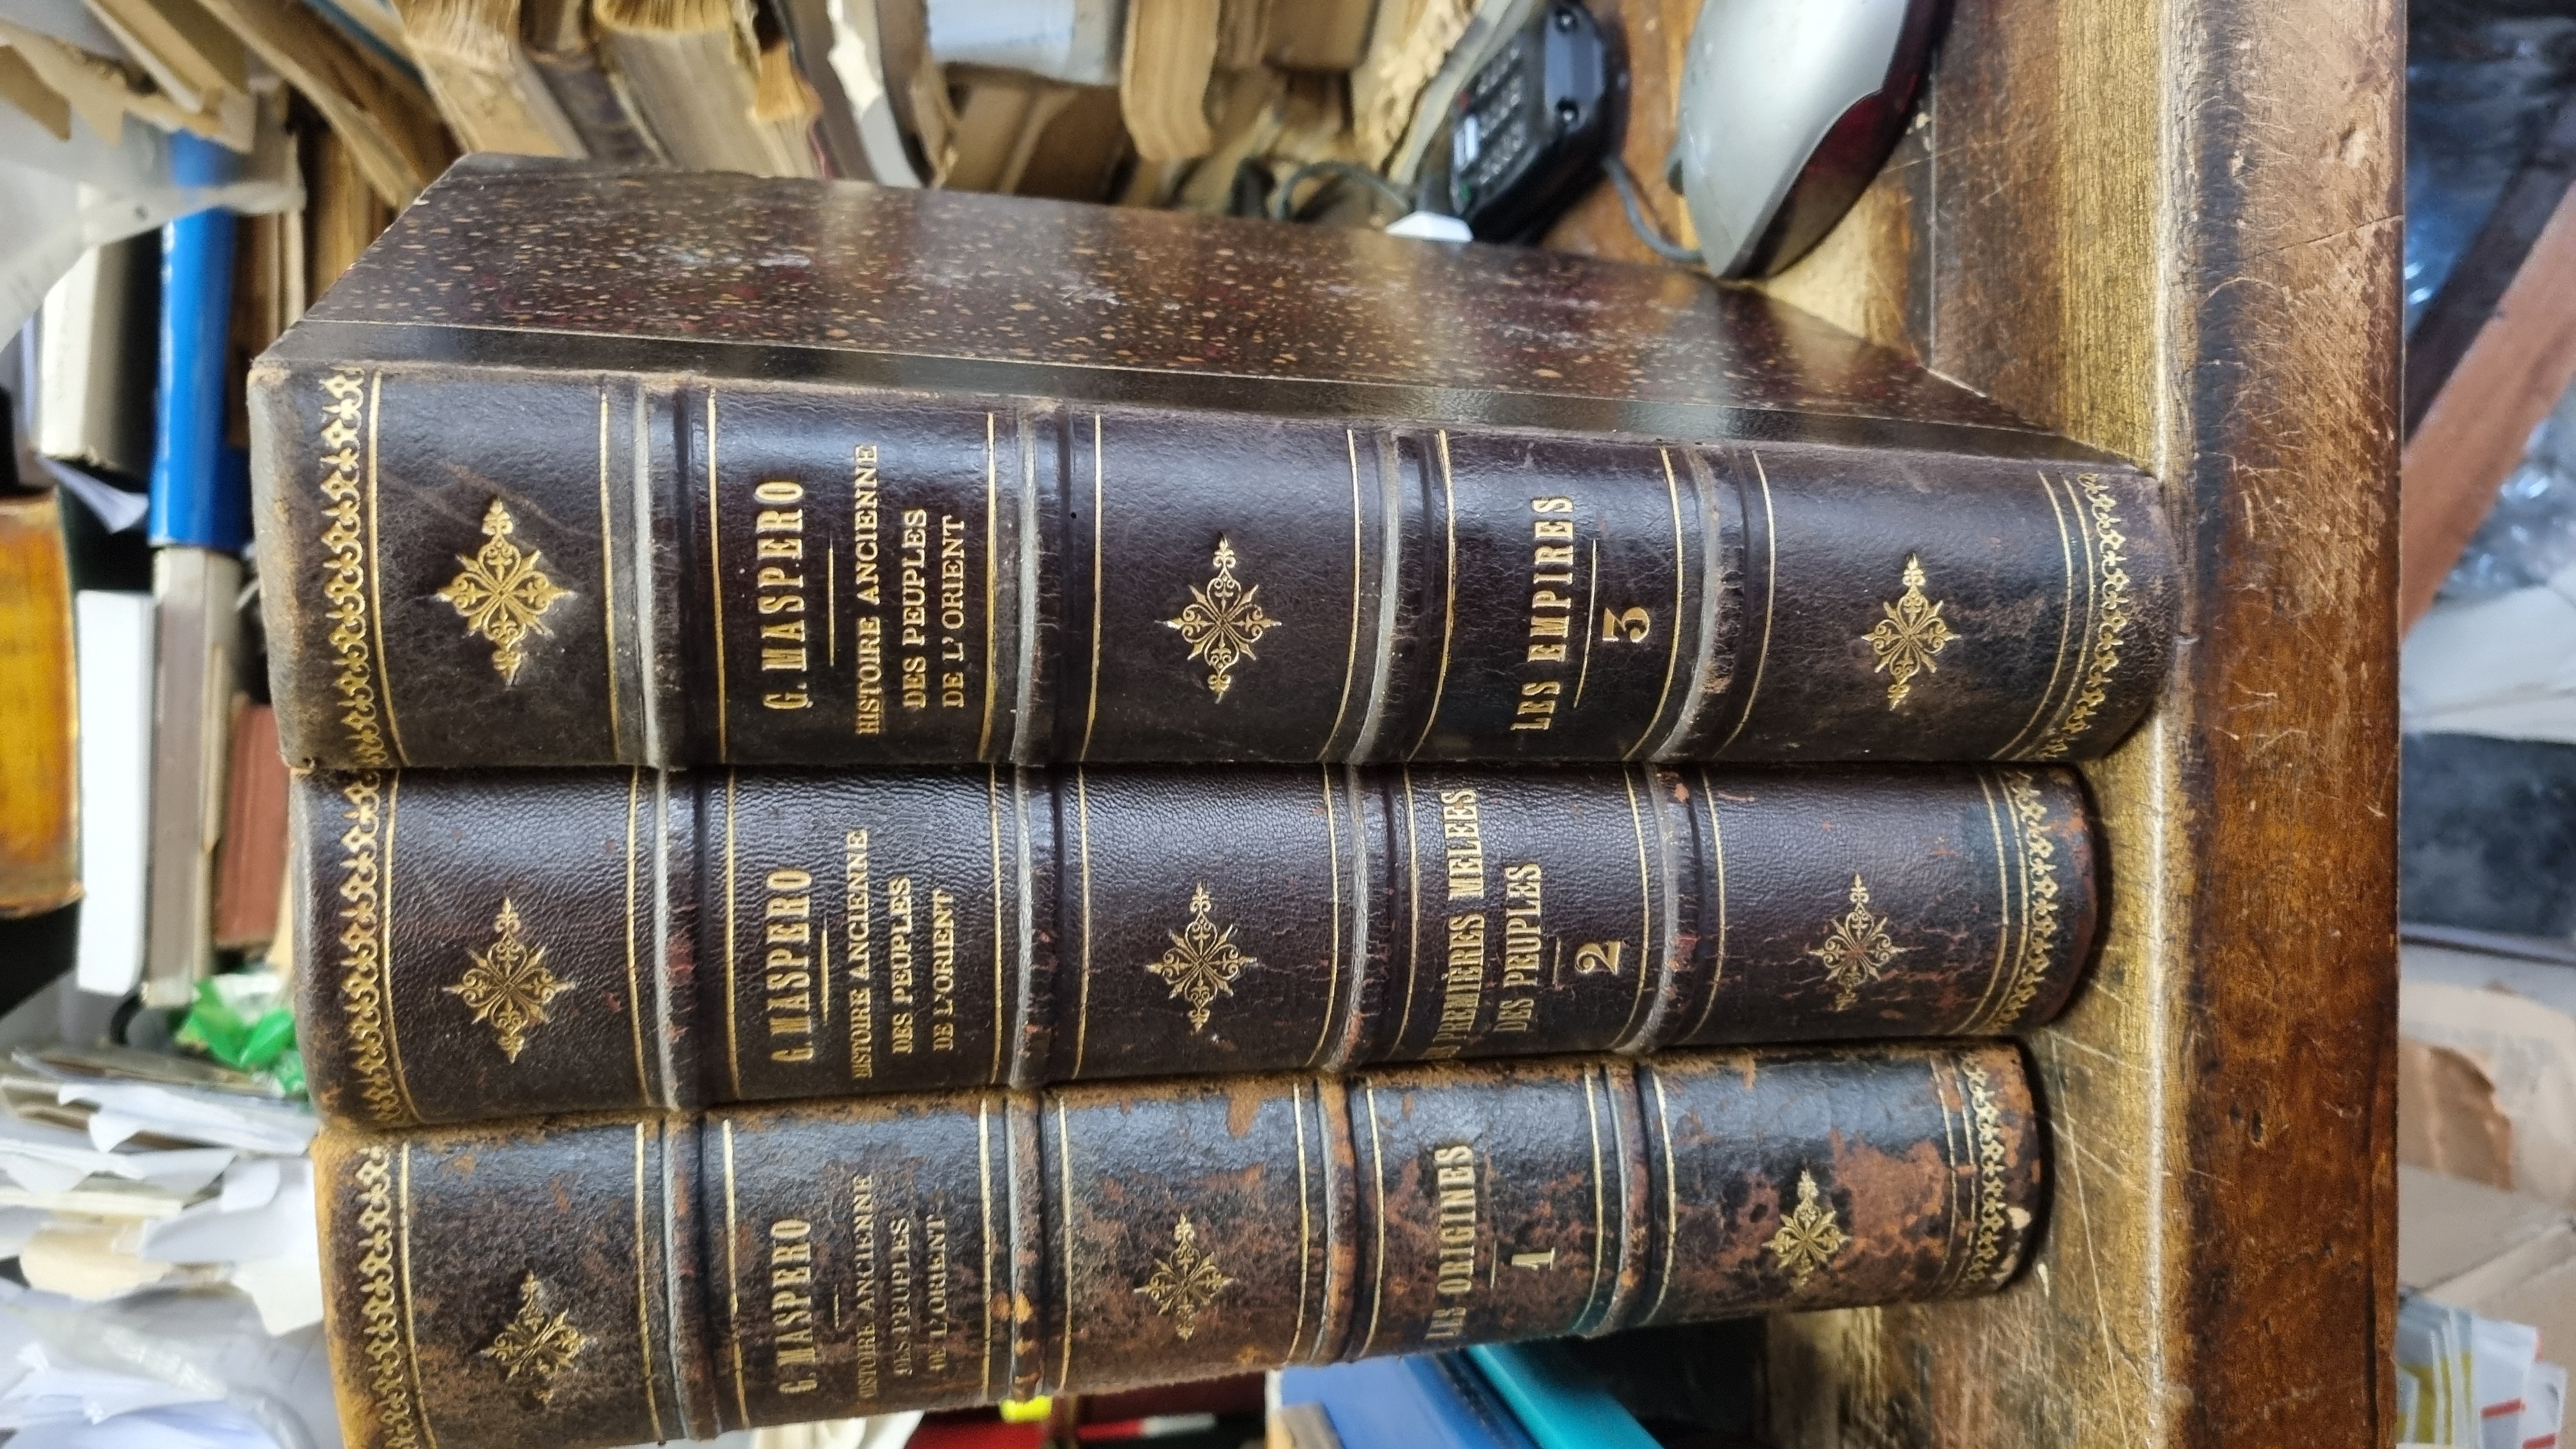 G. MASPERO
HISTOIRE ANCIENNE
DES PEUPLES
DE L'ORIENT
LES ORIGINES
1
G. MASPERO
HISTOIRE ANCIENNE
DES PEUPLES
DE L'ORIENT
PREMIÈRES MELEES
DES PEUPLES
2
G. MASPERO
HISTOIRE ANCIENNE
DES PEUPLES
DE L'ORIENT
LES EMPIRES
3